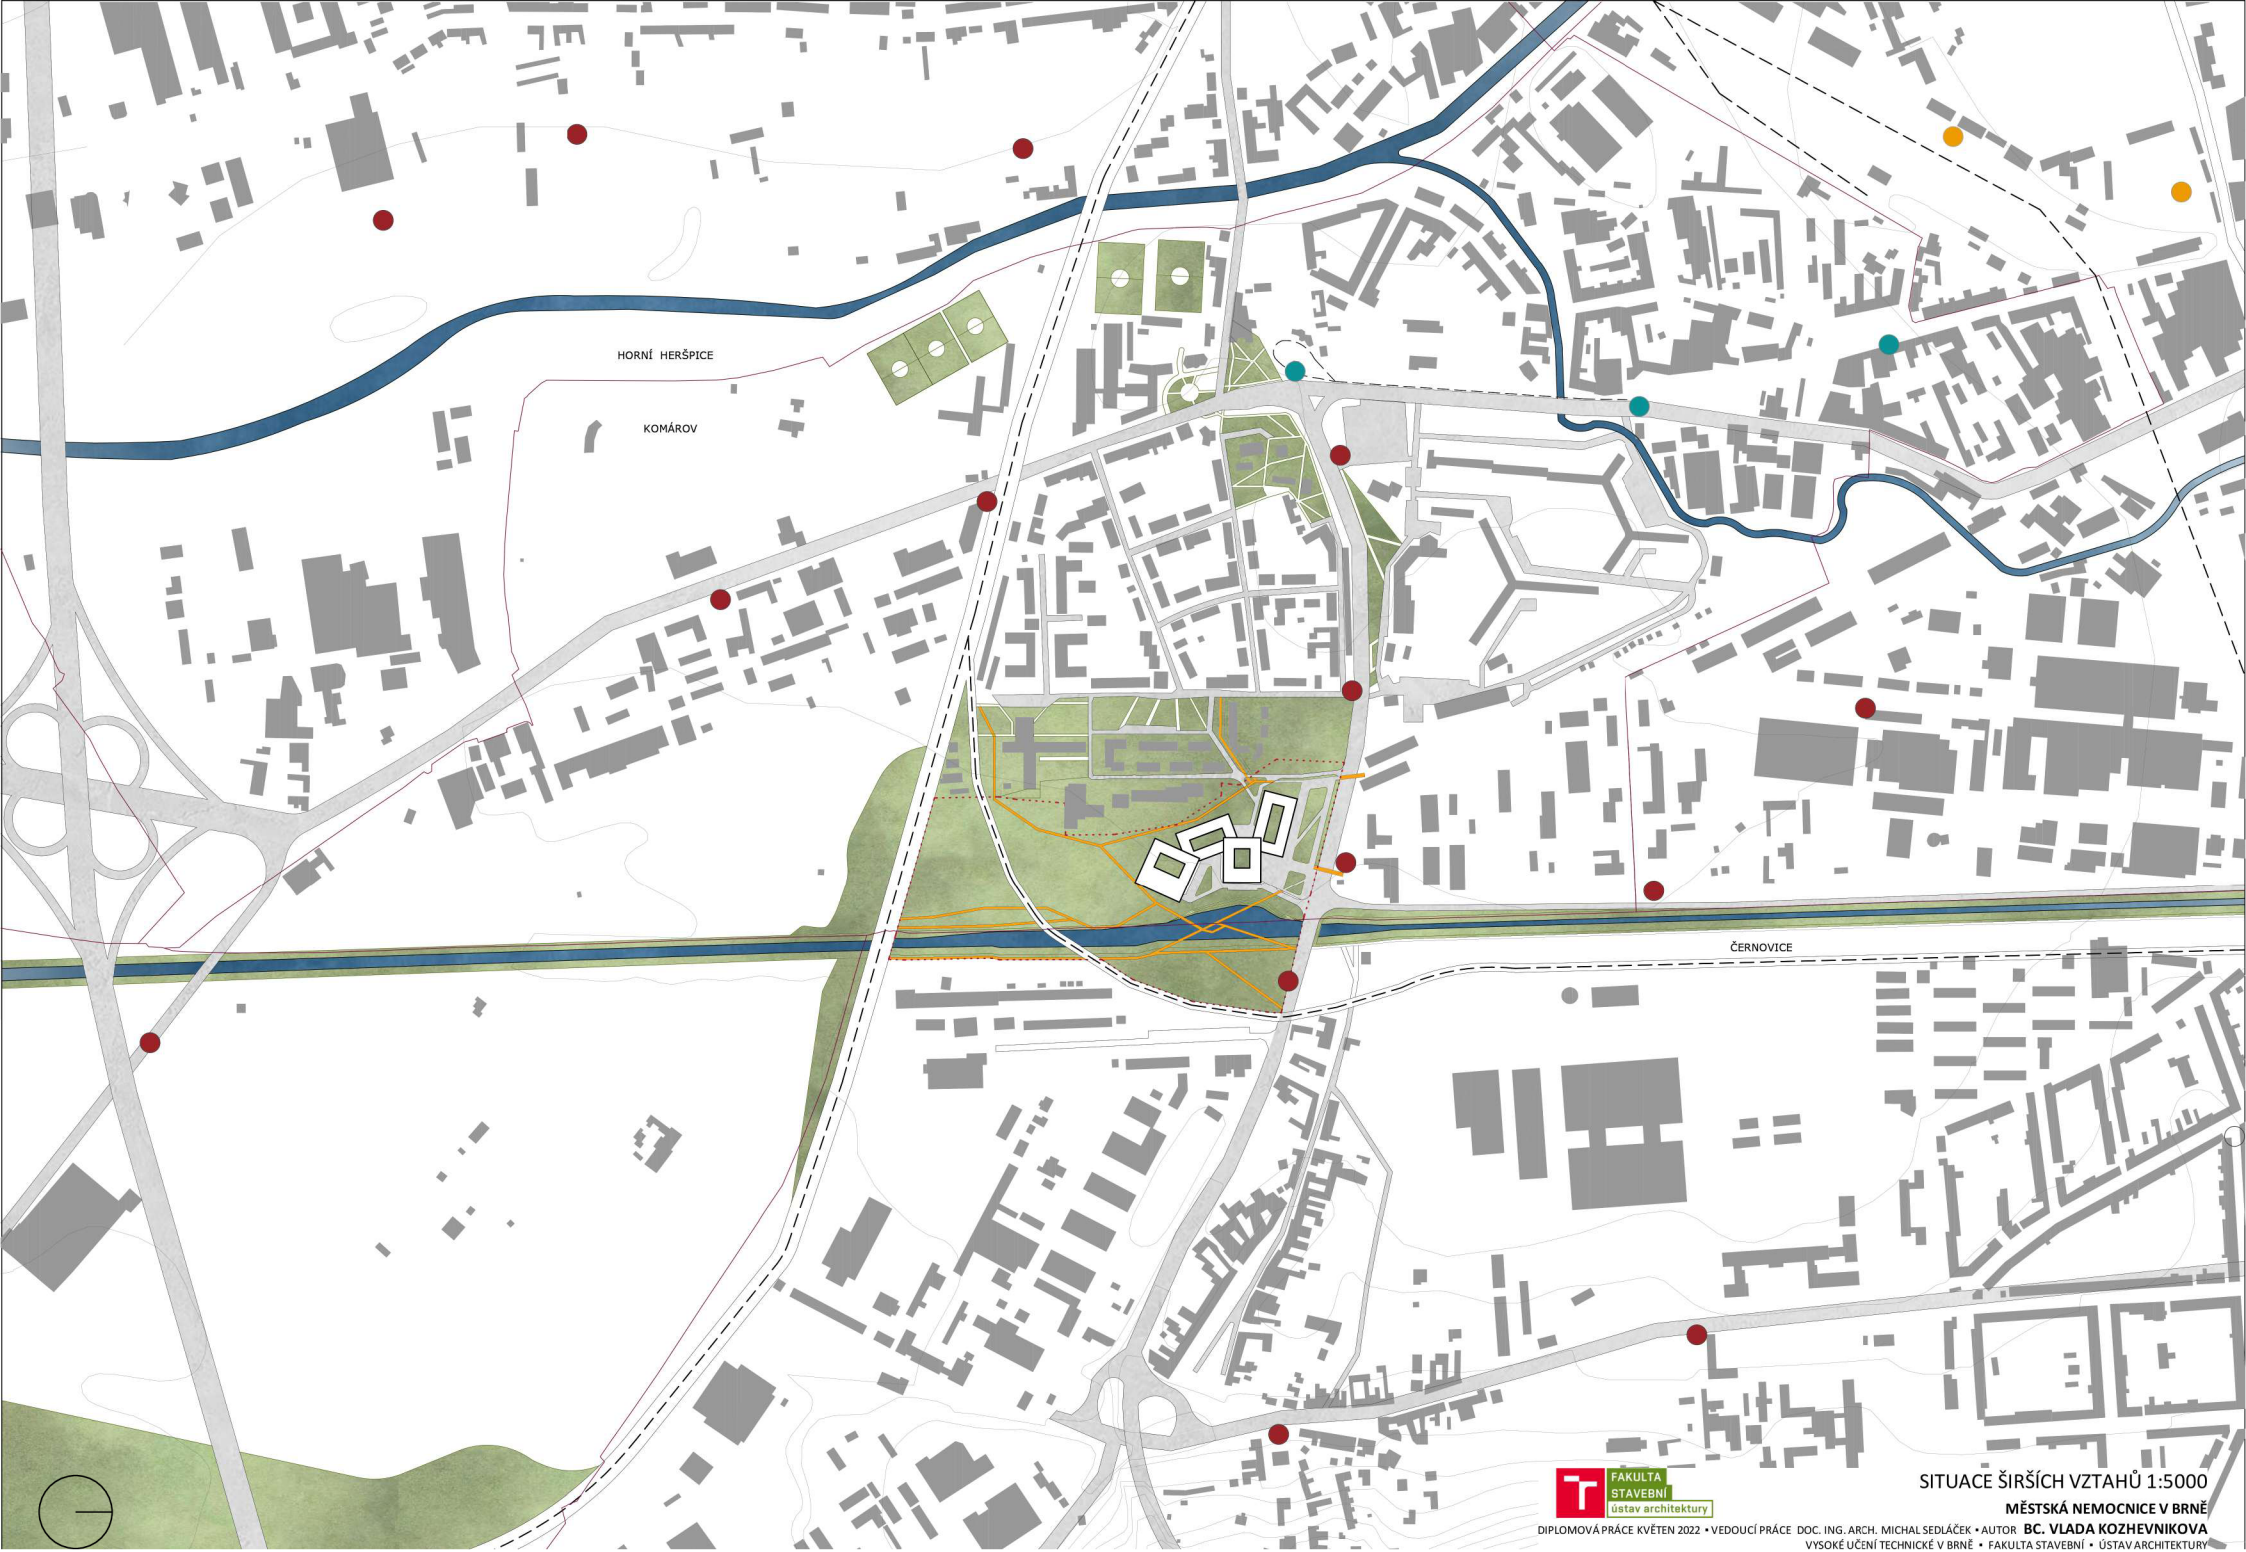 HORNÍ HERŠPICE
KOMÁROV
ČERNOVICE
FAKULTA
STAVEBNÍ
ústav architektury
SITUACE ŠIRŠÍCH VZTAHŮ 1:5000
MĚSTSKÁ NEMOCNICE V BRNĚ
DIPLOMOVÁ PRÁCE KVĚTEN 2022 • VEDOUCÍ PRÁCE DOC. ING. ARCH. MICHAL SEDLÁČEK • AUTOR BC. VLADA KOZHEVNIKOVA
VYSOKÉ UČENÍ TECHNICKÉ V BRNĚ • FAKULTA STAVEBNÍ • ÚSTAV ARCHITEKTURY